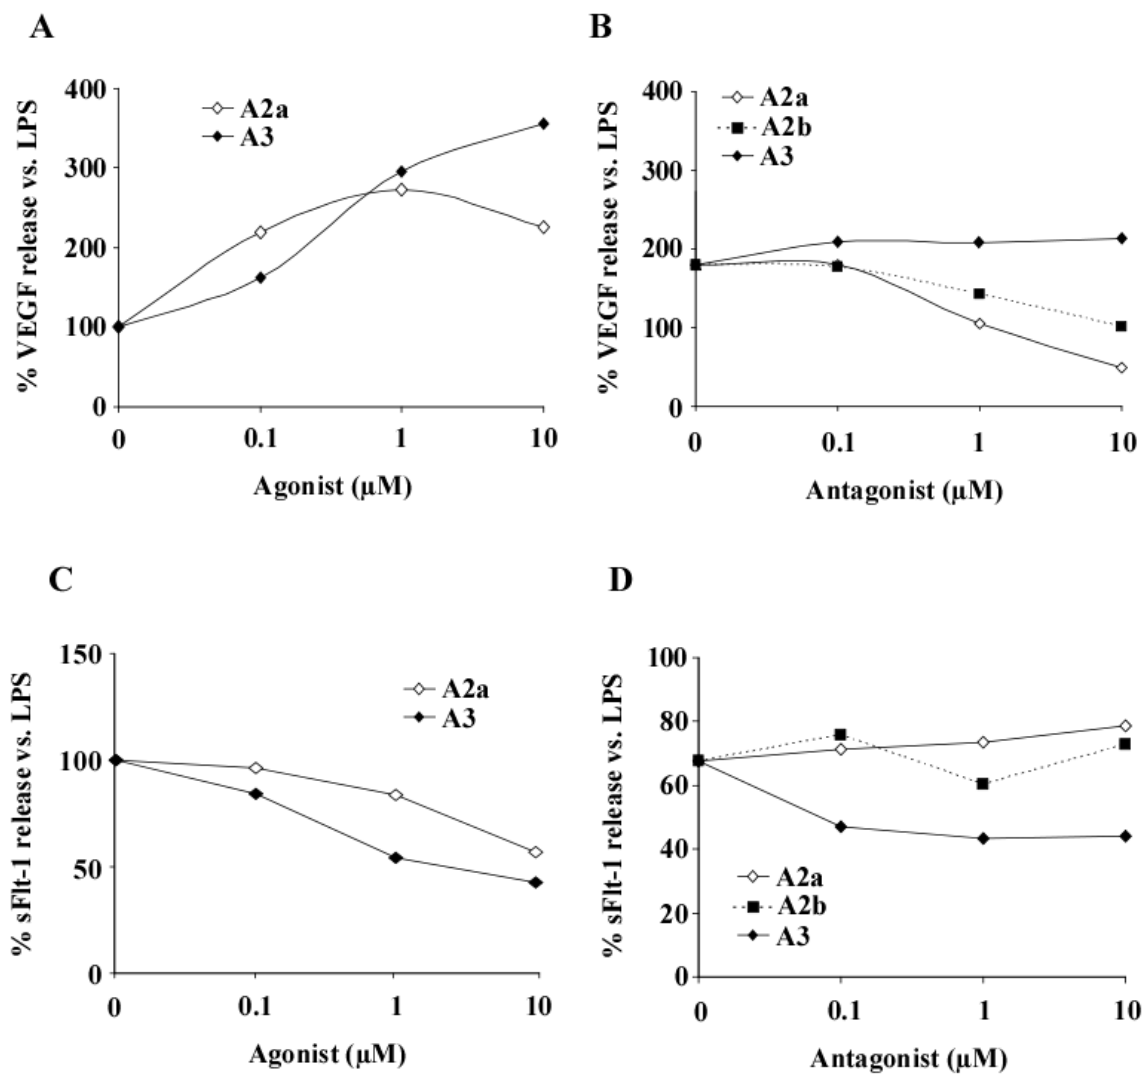 A
% VEGF release vs. LPS
400
300
200
100
0
A2a
A3
0 0.1 1 10
Agonist (µM)
B
% VEGF release vs. LPS
400
300
200
100
0
A2a
A2b
A3
0 0.1 1 10
Antagonist (µM)
C
% sFlt-1 release vs. LPS
150
100
50
0
A2a
A3
0 0.1 1 10
Agonist (µM)
D
% sFlt-1 release vs. LPS
100
80
60
40
20
0
A2a
A2b
A3
0 0.1 1 10
Antagonist (µM)